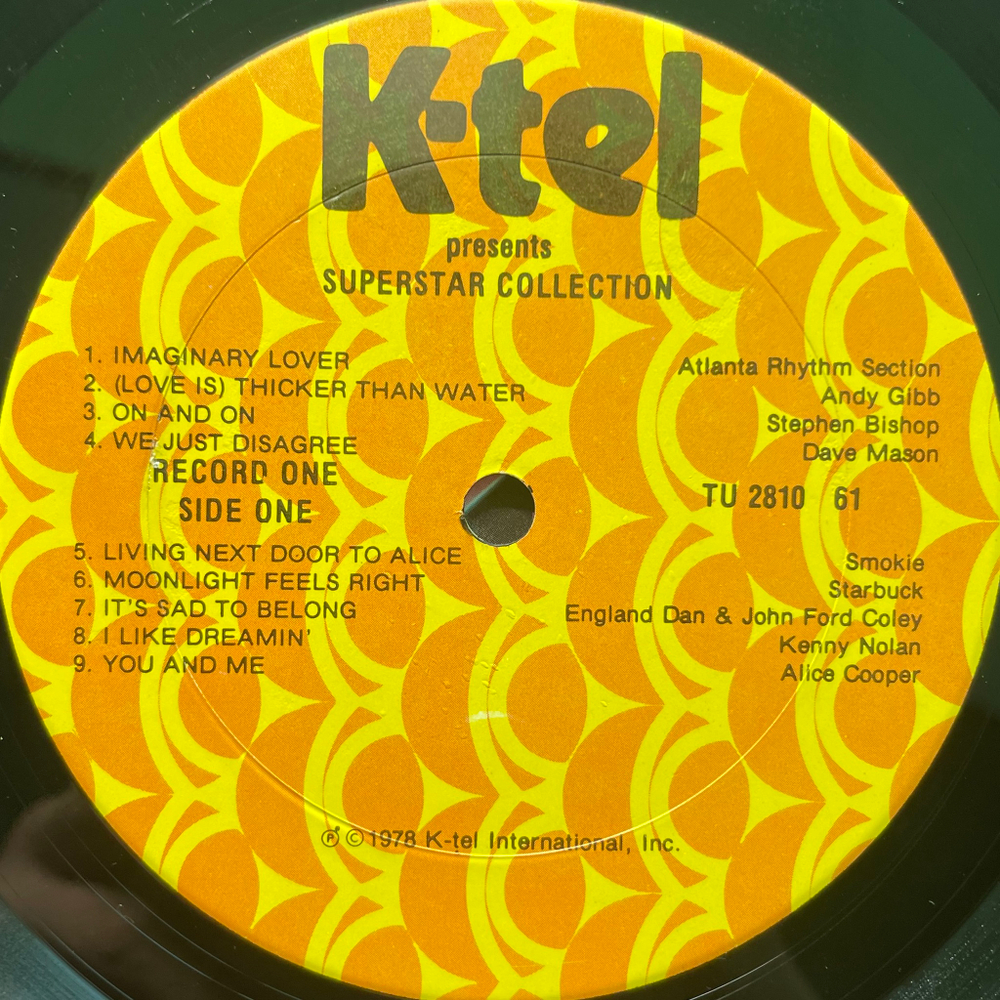 K-tel
presents
SUPERSTAR COLLECTION
1. IMAGINARY LOVER Atlanta Rhythm Section
2. (LOVE IS) THICKER THAN WATER Andy Gibb
3. ON AND ON Stephen Bishop
4. WE JUST DISAGREE Dave Mason
RECORD ONE
SIDE ONE TU 2810 61
5. LIVING NEXT DOOR TO ALICE Smokie
6. MOONLIGHT FEELS RIGHT Starbuck
7. IT'S SAD TO BELONG England Dan & John Ford Coley
8. I LIKE DREAMIN' Kenny Nolan
9. YOU AND ME Alice Cooper
℗ © 1978 K-tel International, Inc.